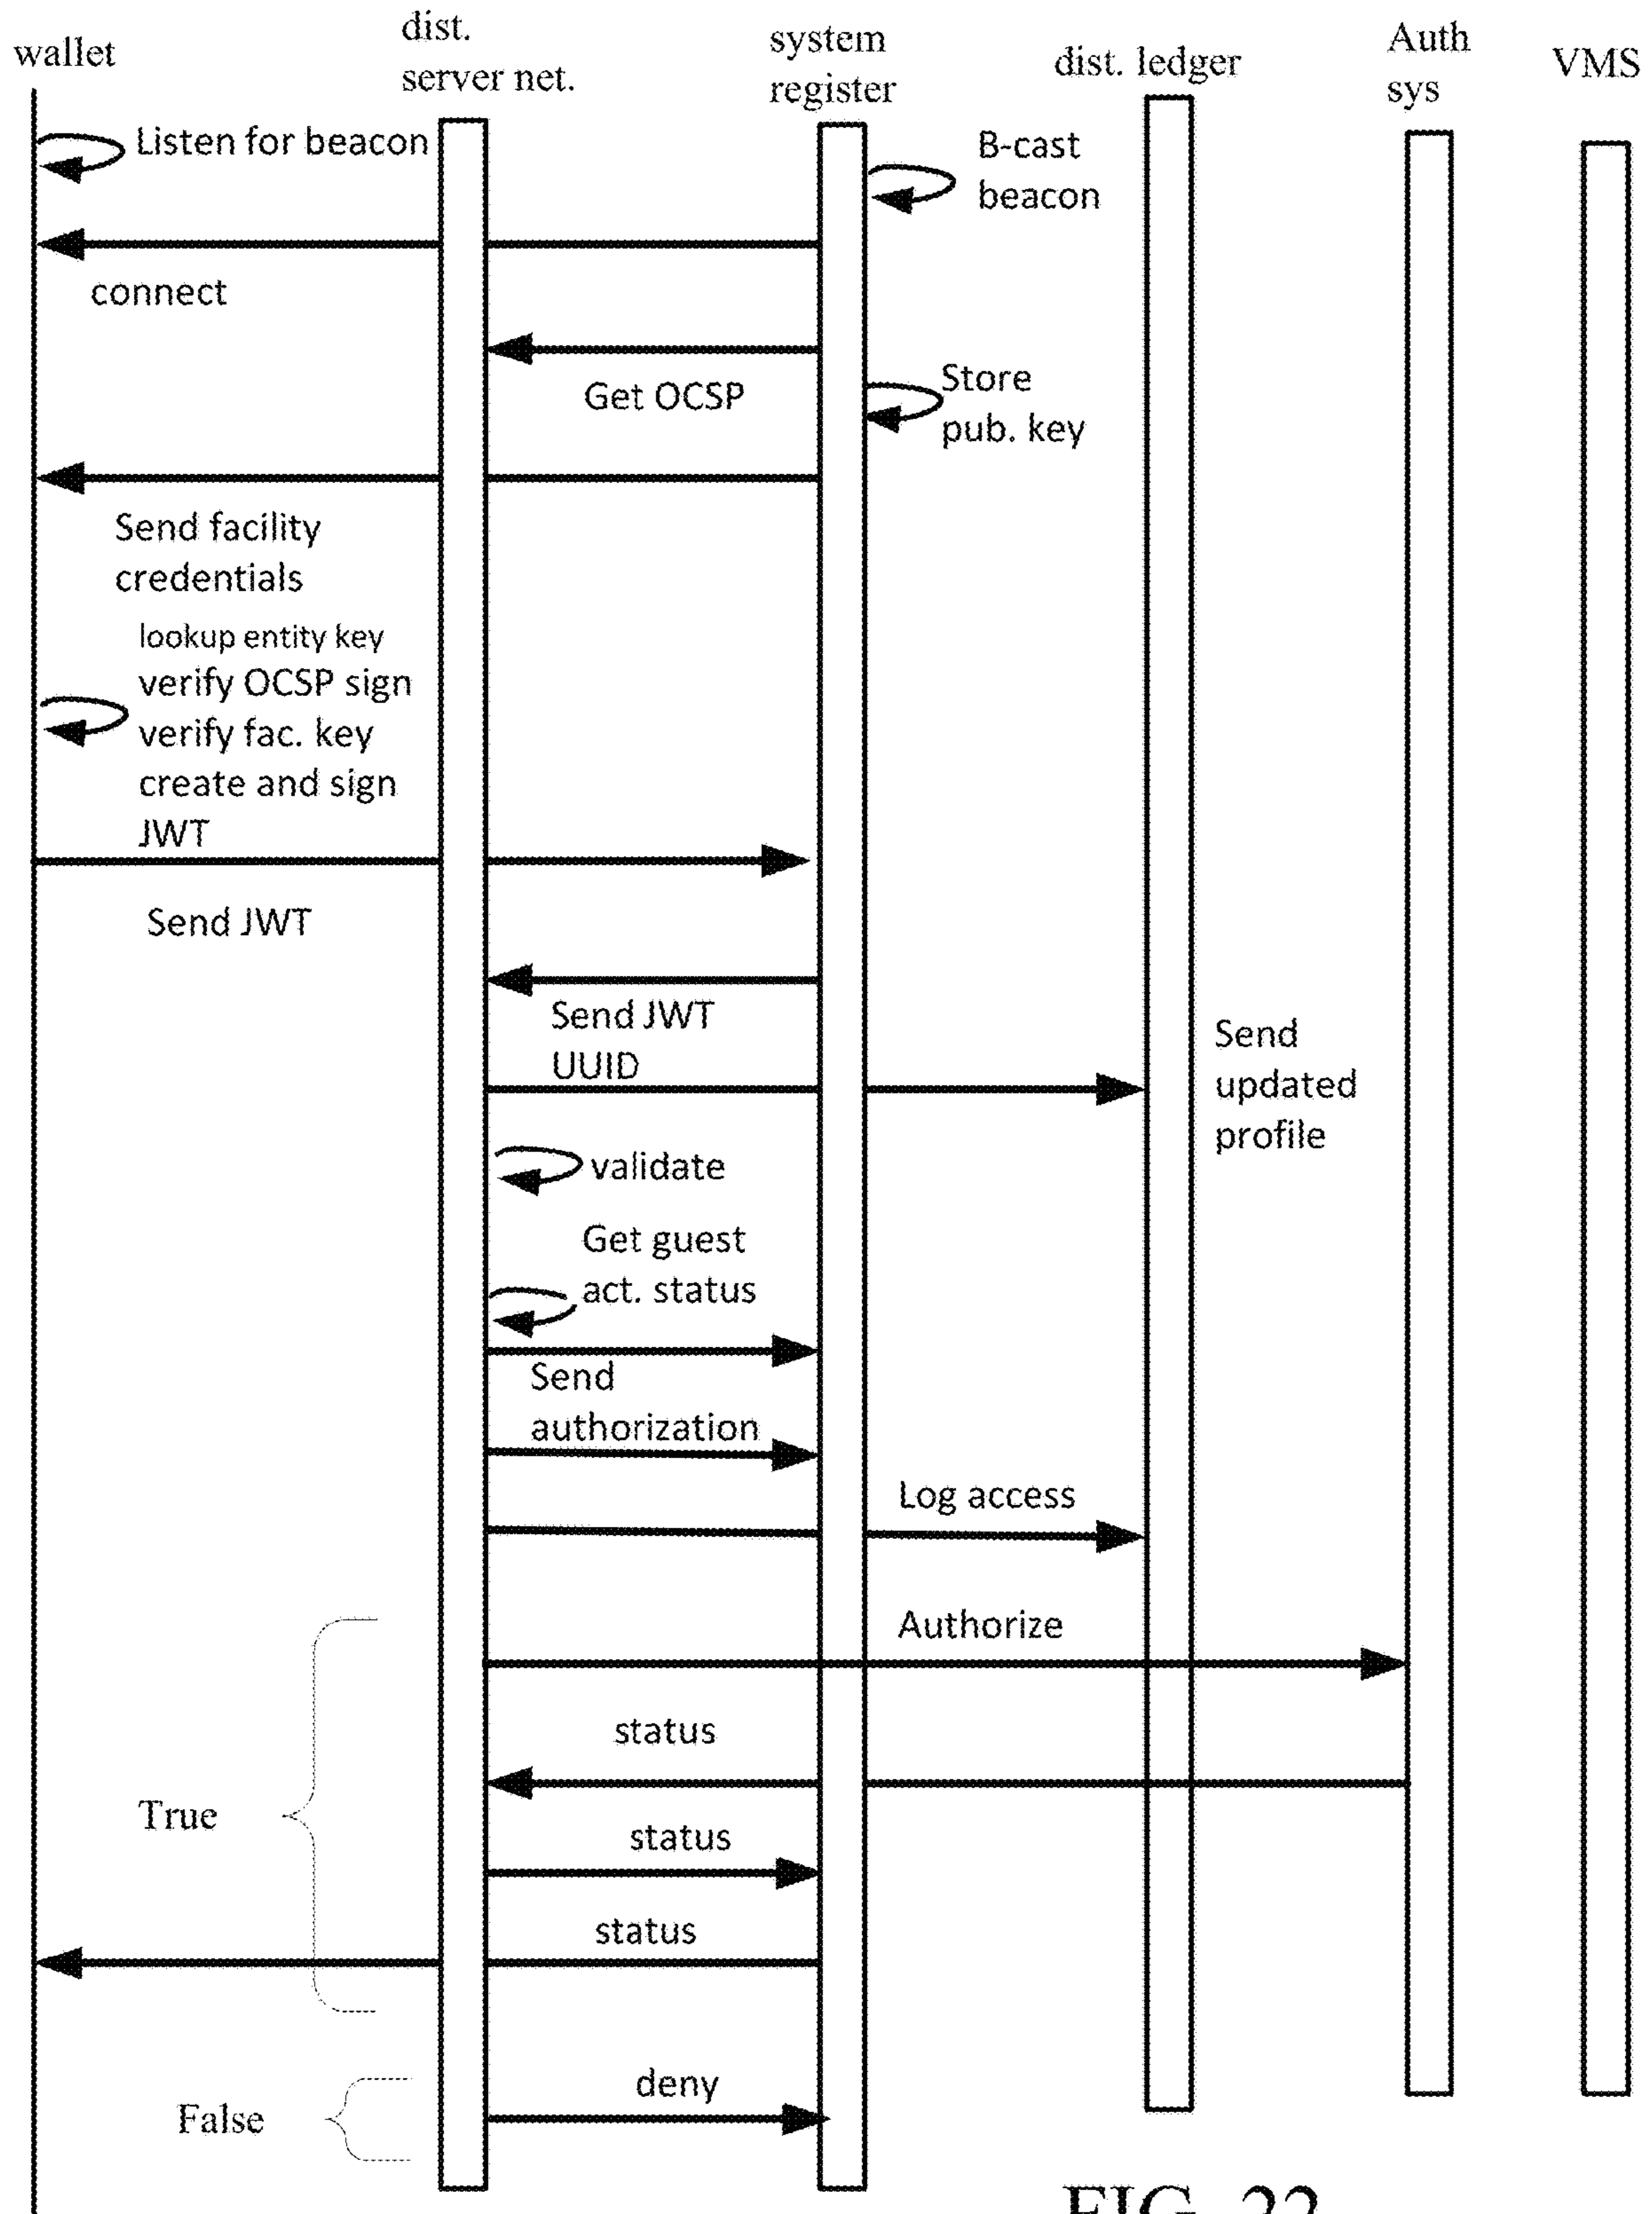 wallet
dist.
server net.
system
register
dist. ledger
Auth
sys
VMS
Listen for beacon
B-cast
beacon
connect
Get OCSP
Store
pub. key
Send facility
credentials
lookup entity key
verify OCSP sign
verify fac. key
create and sign
JWT
Send JWT
Send JWT
UUID
Send
updated
profile
validate
Get guest
act. status
Send
authorization
Log access
Authorize
status
True
status
status
deny
False
FIG. 22